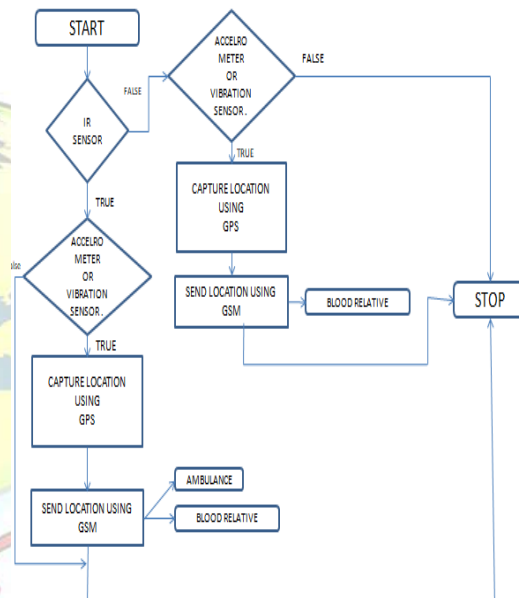 START
FALSE
IR
SENSOR
TRUE
ACCELRO
METER
OR
VIBRATION
SENSOR.
FALSE
TRUE
CAPTURE LOCATION
USING
GPS
SEND LOCATION USING
GSM
BLOOD RELATIVE
STOP
ACCELRO
METER
OR
VIBRATION
SENSOR.
TRUE
CAPTURE LOCATION
USING
GPS
SEND LOCATION USING
GSM
AMBULANCE
BLOOD RELATIVE